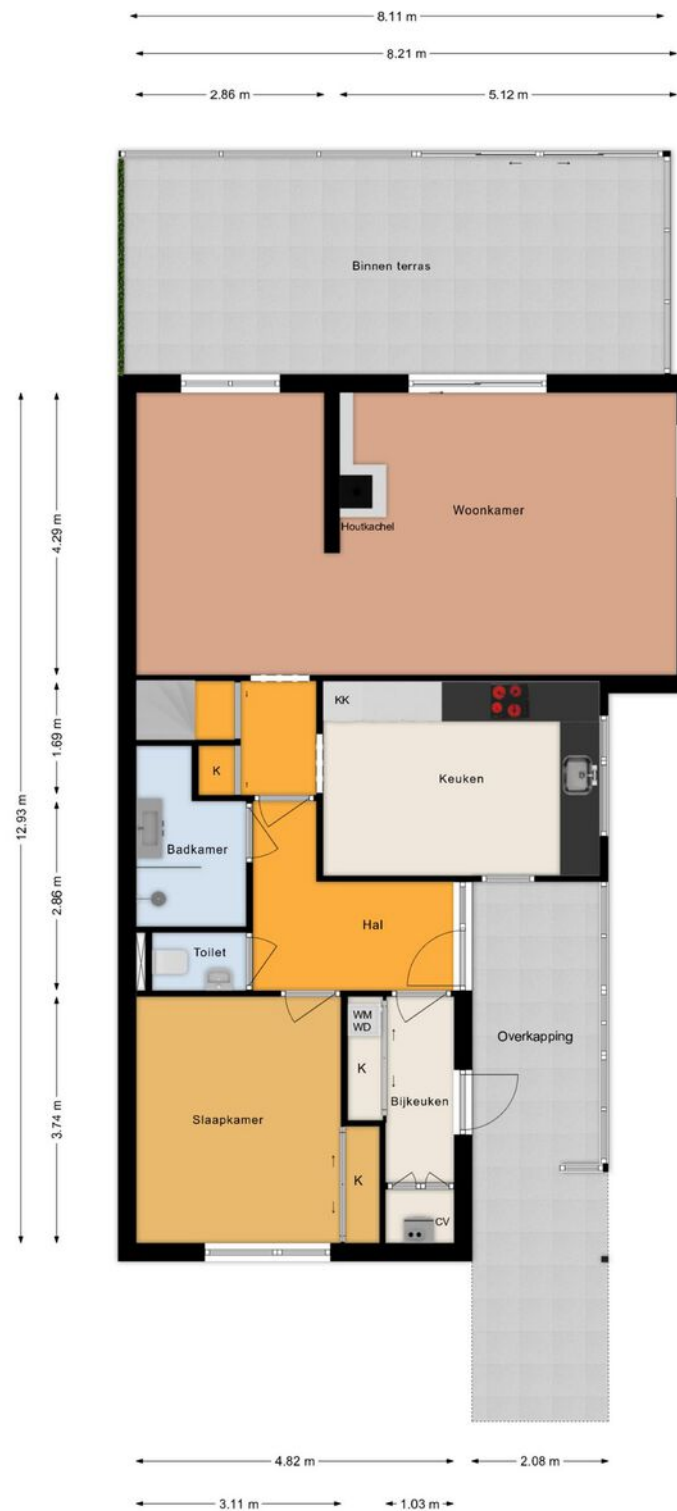 8.11 m
8.21 m
2.86 m
5.12 m
Binnen terras
4.29 m
Woonkamer
Houtkachel
12.93 m
1.69 m
KK
K
Keuken
2.86 m
Badkamer
Hal
Toilet
3.74 m
WM
WD
Overkapping
K
Bijkeuken
Slaapkamer
K
CV
4.82 m
2.08 m
3.11 m
1.03 m